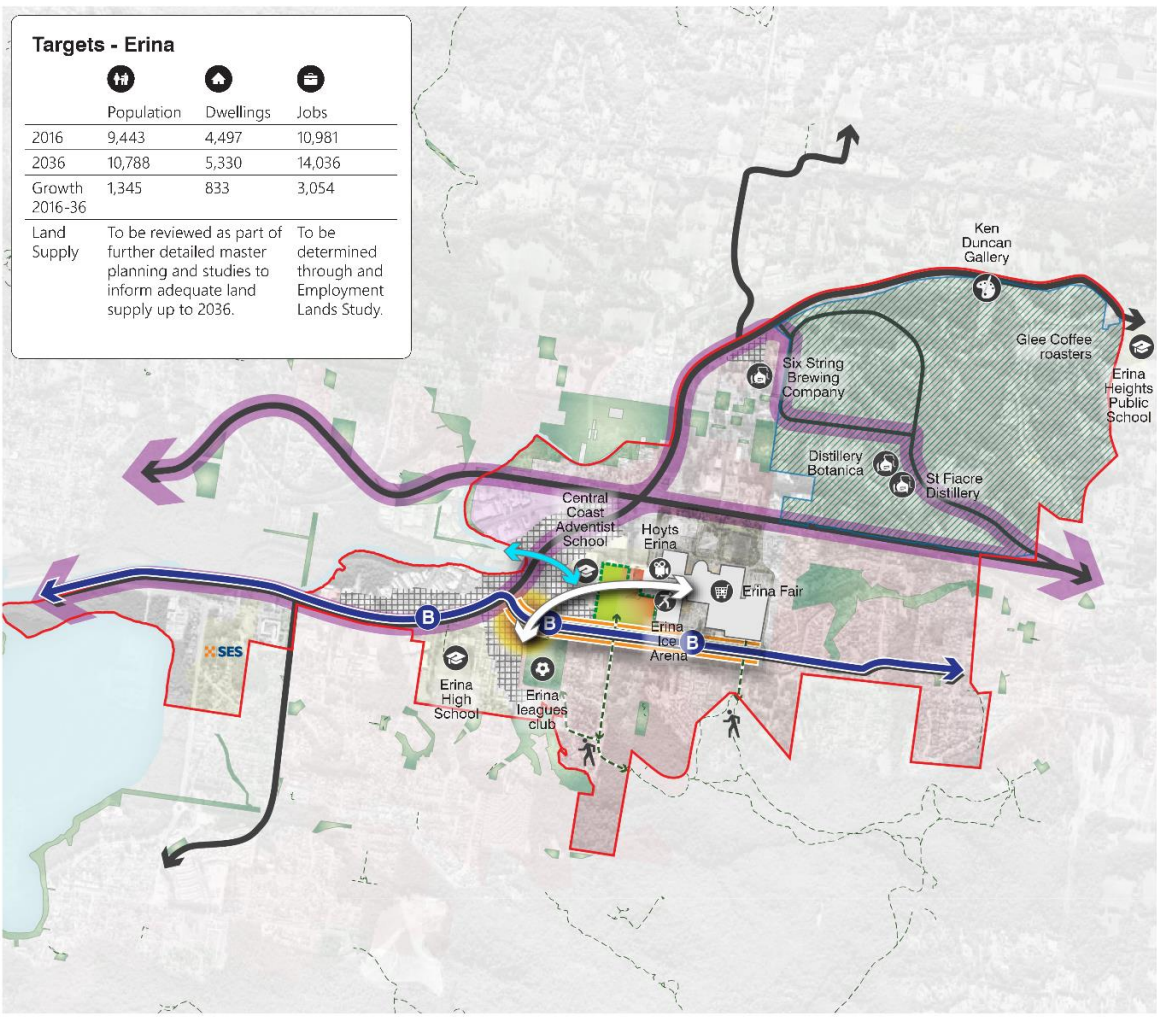 Targets - Erina
Population Dwellings Jobs
2016 9,443 4,497 10,981
2036 10,788 5,330 14,036
Growth 1,345 833 3,054
2016-36
Land To be reviewed as part of To be
Supply further detailed master determined
planning and studies to through and
inform adequate land Employment
supply up to 2036. Lands Study.
Ken
Duncan
Gallery
Glee Coffee
roasters
Erina
Heights
Public
School
Six String
Brewing
Company
Distillery
Botanica
St Fiacre
Distillery
Central
Coast
Adventist
School
Hoyts
Erina
Erina Fair
B
B
B
Erina
Ice
Arena
SES
Erina
High
School
Erina
leagues
club